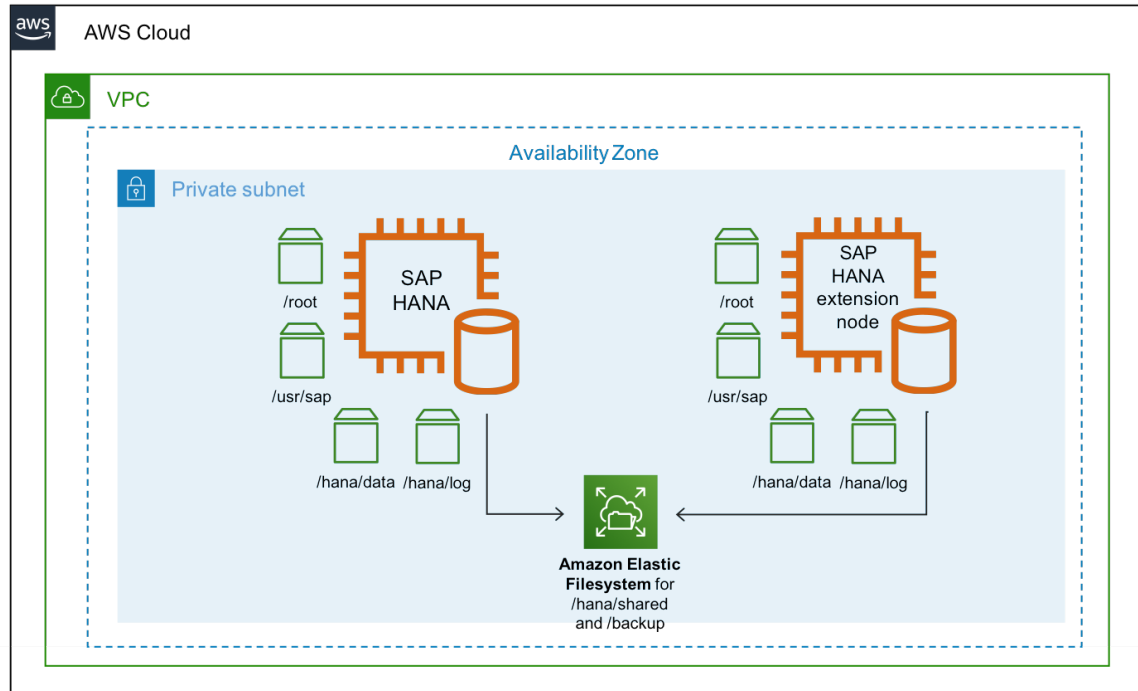 aws
AWS Cloud
VPC
Availability Zone
Private subnet
/root
SAP
HANA
/usr/sap
/hana/data
/hana/log
/root
SAP
HANA
extension
node
/usr/sap
/hana/data
/hana/log
Amazon Elastic
Filesystem for
/hana/shared
and /backup